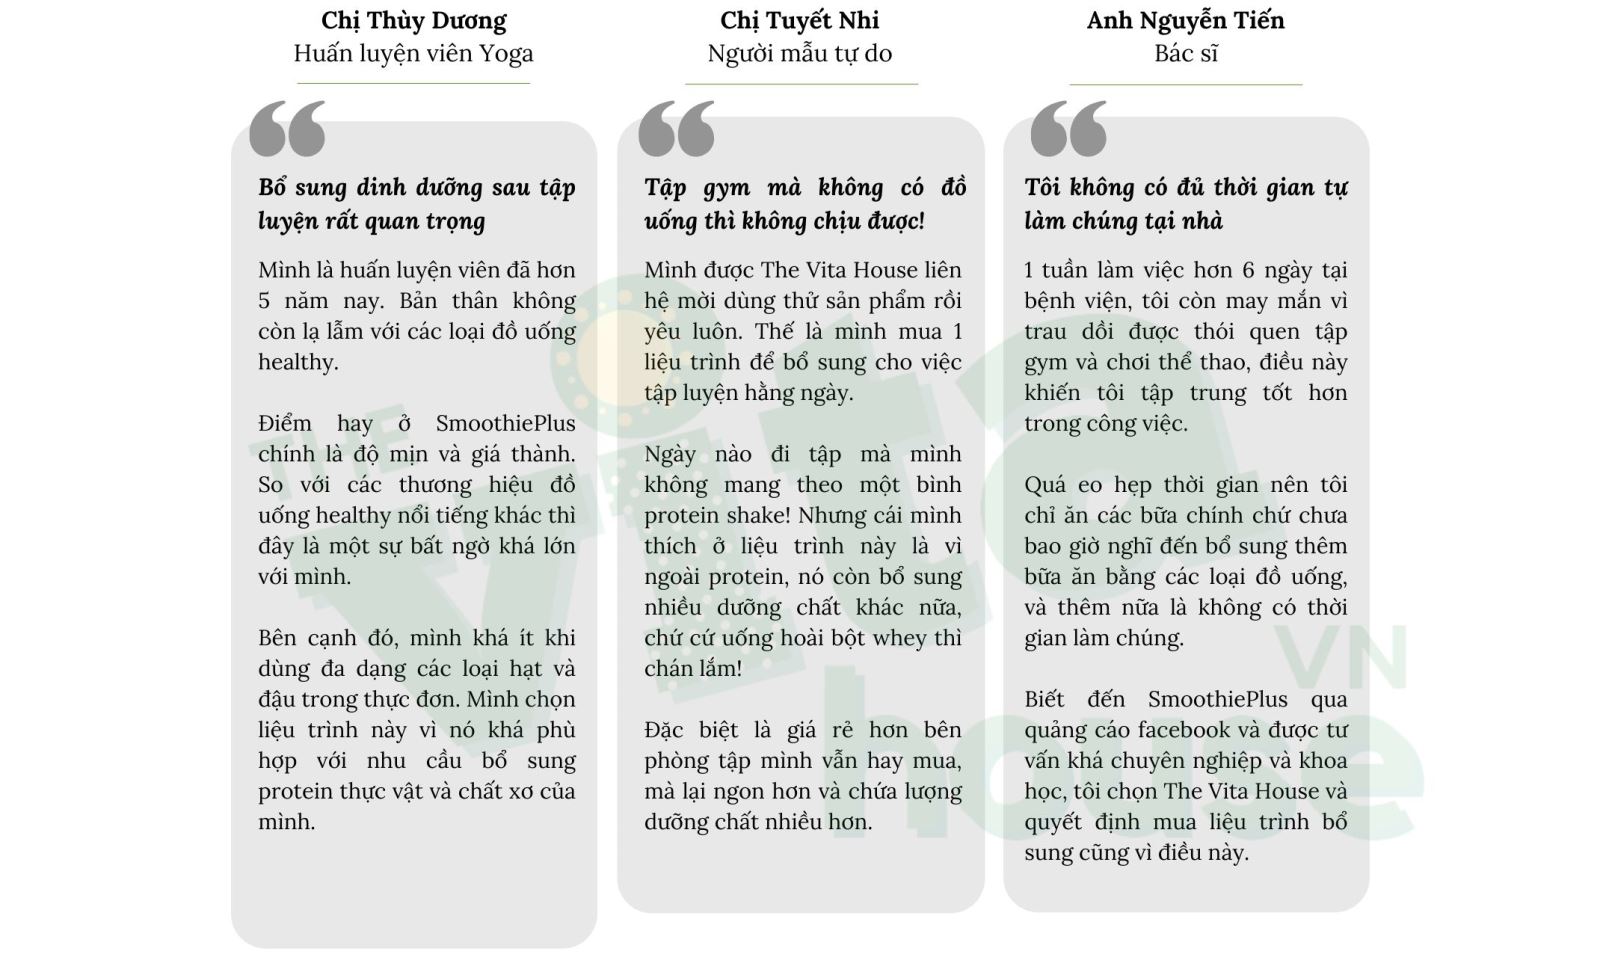 Chị Thùy Dương
Huấn luyện viên Yoga
Bổ sung dinh dưỡng sau tập
luyện rất quan trọng
Mình là huấn luyện viên đã hơn
5 năm nay. Bản thân không
còn lạ lẫm với các loại đồ uống
healthy.
Điểm hay ở SmoothiePlus
chính là độ mịn và giá thành.
So với các thương hiệu đồ
uống healthy nổi tiếng khác thì
đây là một sự bất ngờ khá lớn
với mình.
Bên cạnh đó, mình khá ít khi
dùng đa dạng các loại hạt và
đậu trong thực đơn. Mình chọn
liệu trình này vì nó khá phù
hợp với nhu cầu bổ sung
protein thực vật và chất xơ của
mình.
Chị Tuyết Nhi
Người mẫu tự do
Tập gym mà không có đồ
uống thì không chịu được!
Mình được The Vita House liên
hệ mời dùng thử sản phẩm rồi
yêu luôn. Thế là mình mua 1
liệu trình để bổ sung cho việc
tập luyện hằng ngày.
Ngày nào đi tập mà mình
không mang theo một bình
protein shake! Nhưng cái mình
thích ở liệu trình này là vì
ngoài protein, nó còn bổ sung
nhiều dưỡng chất khác nữa,
chứ cứ uống hoài bột whey thì
chán lắm!
Đặc biệt là giá rẻ hơn bên
phòng tập mình vẫn hay mua,
mà lại ngon hơn và chứa lượng
dưỡng chất nhiều hơn.
Anh Nguyễn Tiến
Bác sĩ
Tôi không có đủ thời gian tự
làm chúng tại nhà
1 tuần làm việc hơn 6 ngày tại
bệnh viện, tôi còn may mắn vì
trau dồi được thói quen tập
gym và chơi thể thao, điều này
khiến tôi tập trung tốt hơn
trong công việc.
Quá eo hẹp thời gian nên tôi
chỉ ăn các bữa chính chứ chưa
bao giờ nghĩ đến bổ sung thêm
bữa ăn bằng các loại đồ uống,
và thêm nữa là không có thời
gian làm chúng.
Biết đến SmoothiePlus qua
quảng cáo facebook và được tư
vấn khá chuyên nghiệp và khoa
học, tôi chọn The Vita House và
quyết định mua liệu trình bổ
sung cũng vì điều này.
THE
vita
VN
house